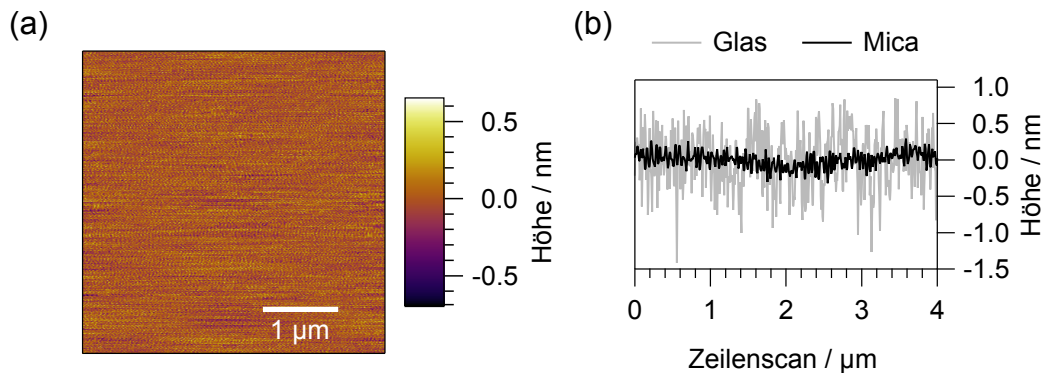 (a)
1 µm
0.5
0.0
-0.5
Höhe / nm
(b)
Glas Mica
1.0
0.5
0.0
-0.5
-1.0
-1.5
Höhe / nm
0 1 2 3 4
Zeilenscan / µm